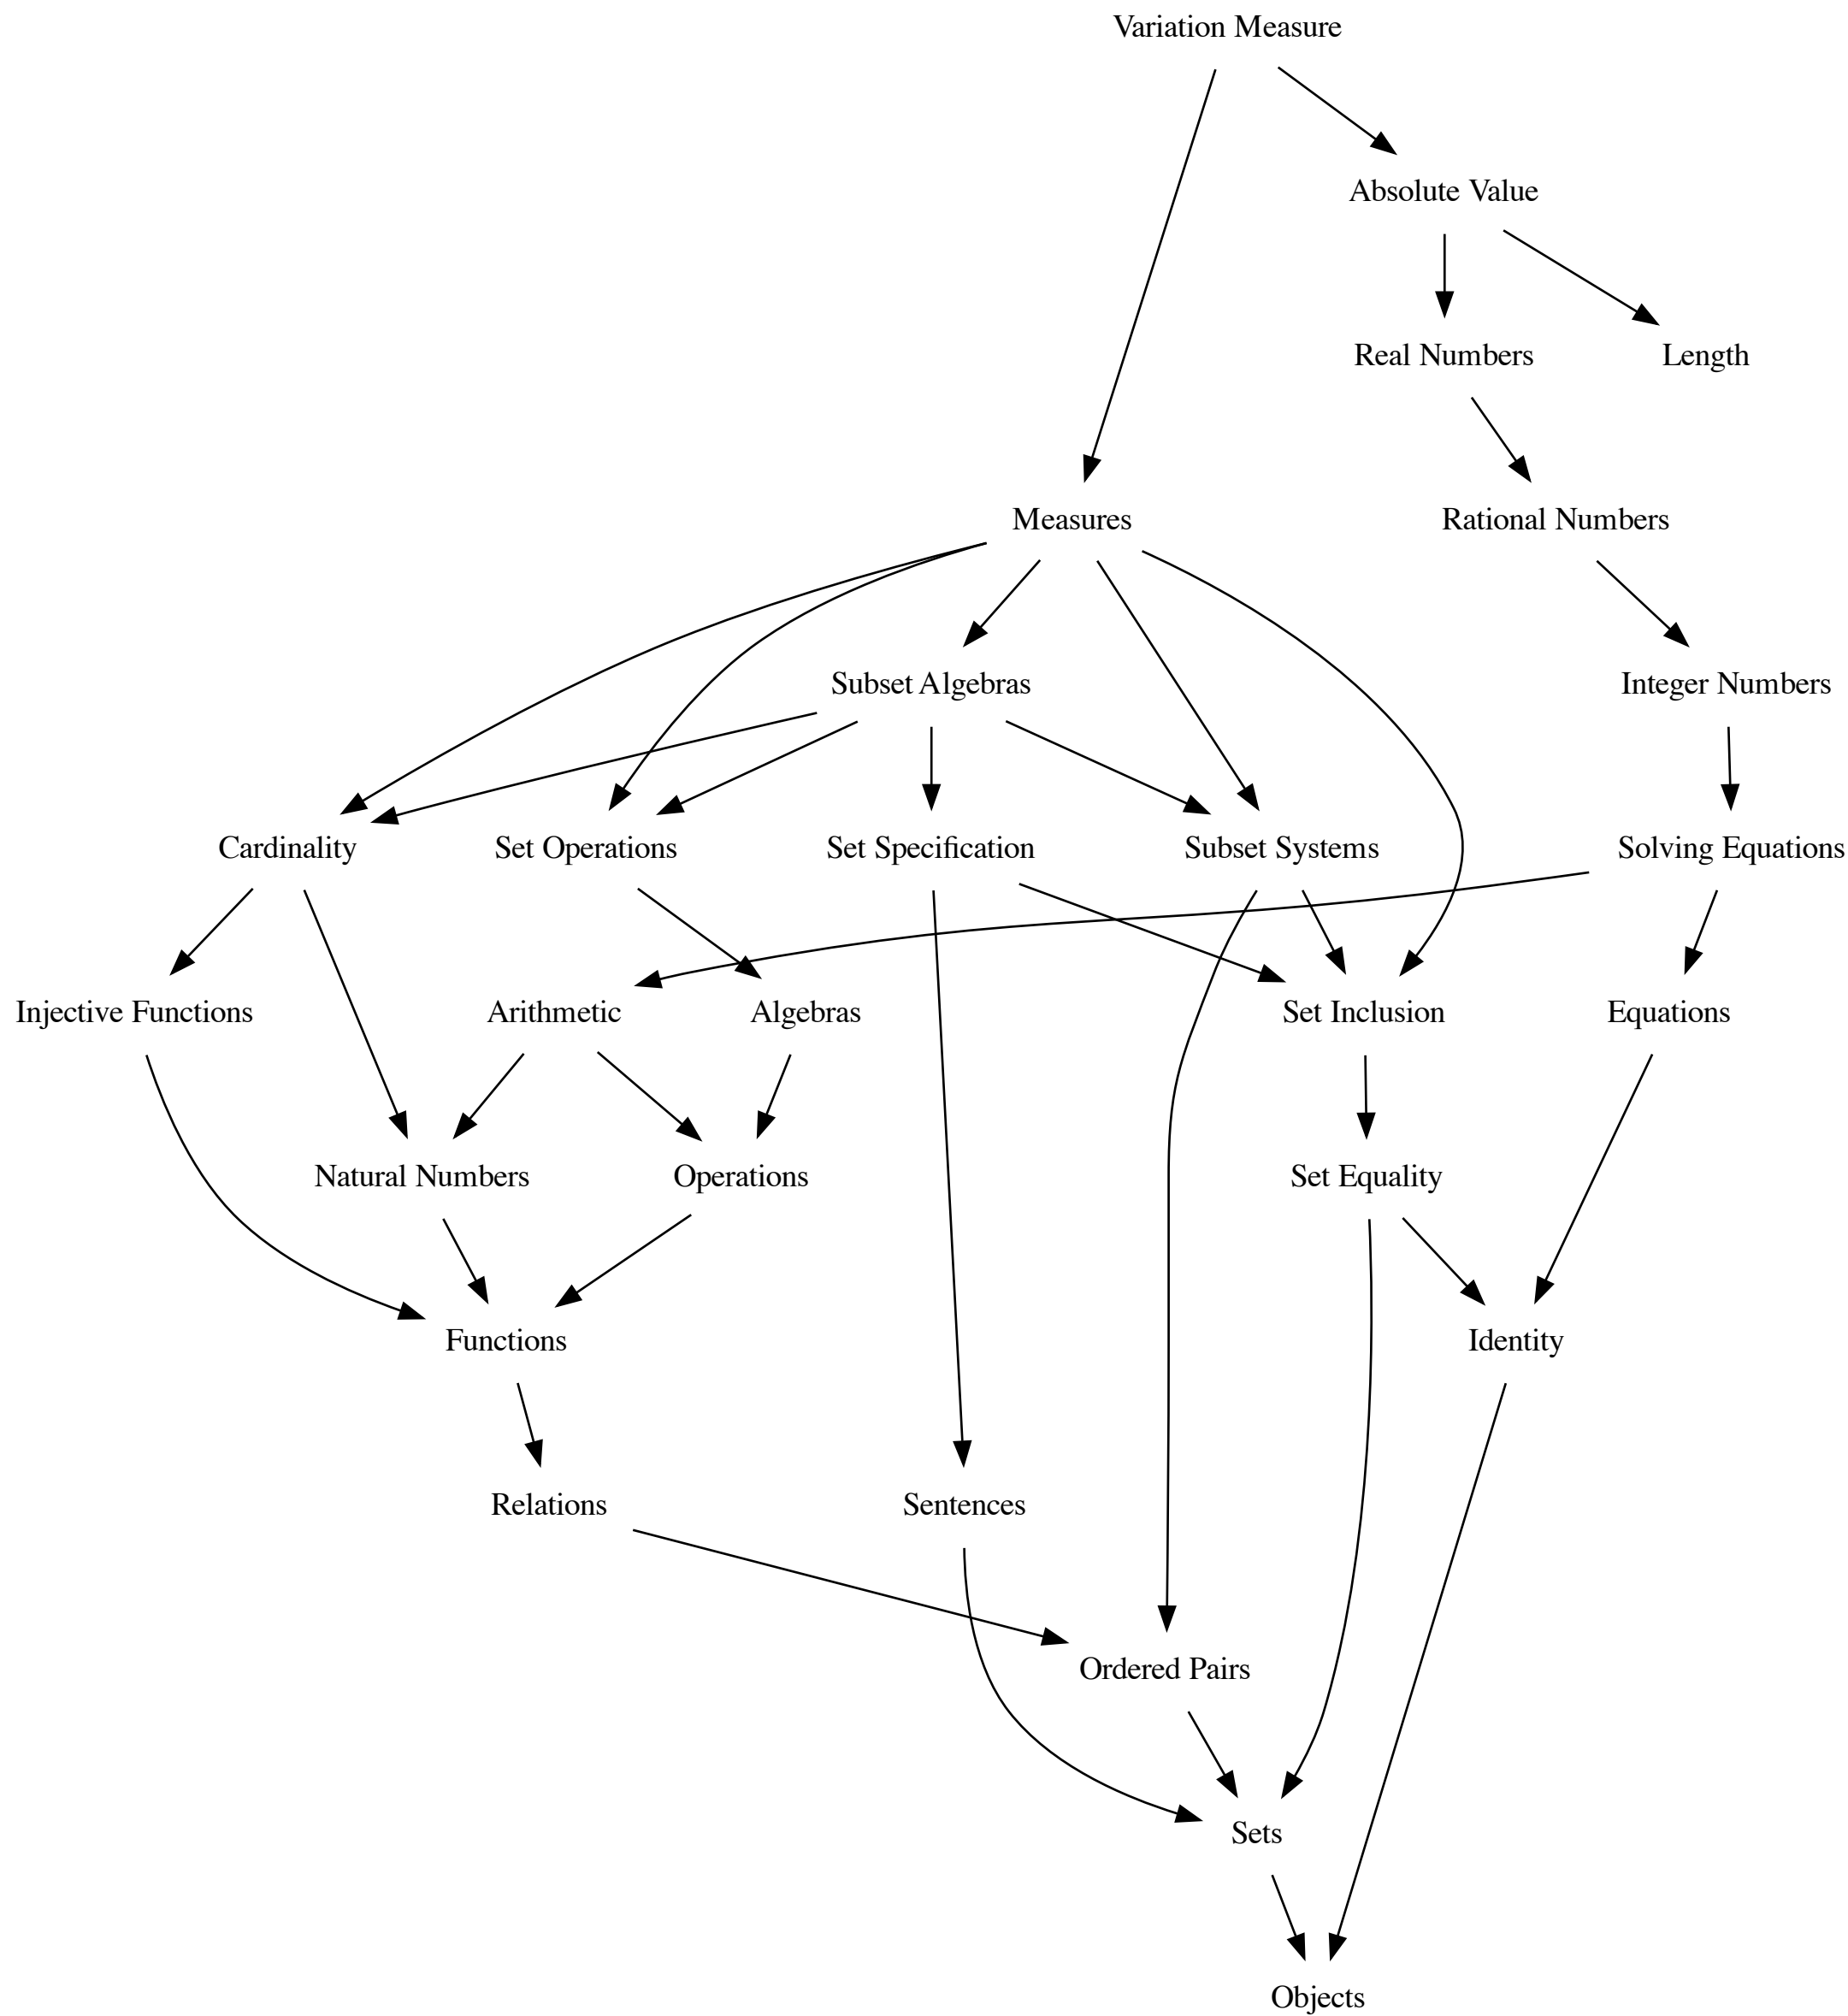 Variation Measure
Absolute Value
Real Numbers
Length
Measures
Rational Numbers
Subset Algebras
Integer Numbers
Cardinality
Set Operations
Set Specification
Subset Systems
Solving Equations
Injective Functions
Arithmetic
Algebras
Set Inclusion
Equations
Natural Numbers
Operations
Set Equality
Functions
Identity
Relations
Sentences
Ordered Pairs
Sets
Objects